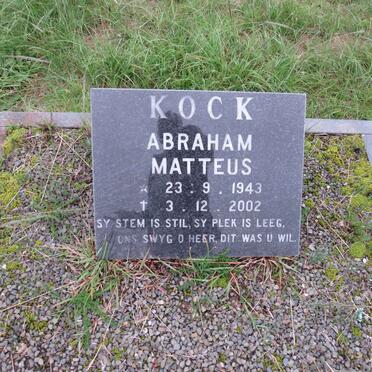 KOCK
ABRAHAM
MATTEUS
* 23 . 9 . 1943
† 3 . 12 . 2002
SY STEM IS STIL, SY PLEK IS LEEG,
ONS SWYG O HEER, DIT WAS U WIL.